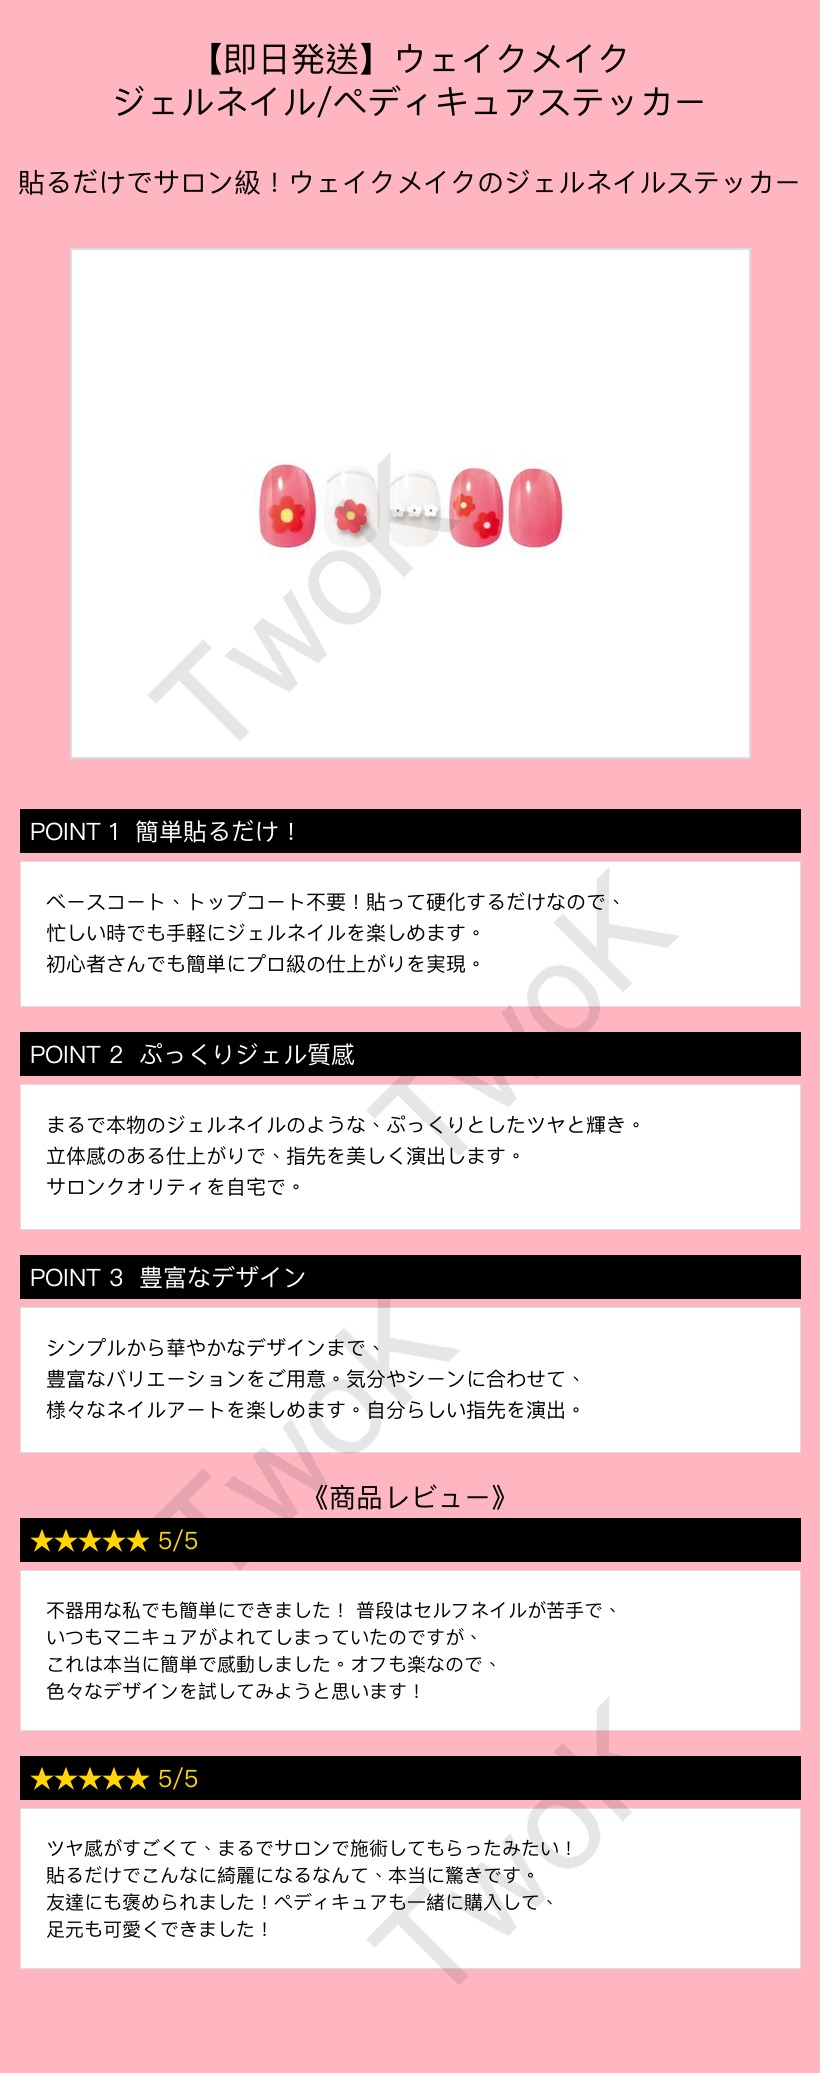 【即日発送】ウェイクメイク
ジェルネイル/ペディキュアステッカー
貼るだけでサロン級！ウェイクメイクのジェルネイルステッカー
TwoK
POINT 1 簡単貼るだけ！
ベースコート、トップコート不要！貼って硬化するだけなので、
忙しい時でも手軽にジェルネイルを楽しめます。
初心者さんでも簡単にプロ級の仕上がりを実現。
TwoK
POINT 2 ぷっくりジェル質感
まるで本物のジェルネイルのような、ぷっくりとしたツヤと輝き。
立体感のある仕上がりで、指先を美しく演出します。
サロンクオリティを自宅で。
POINT 3 豊富なデザイン
シンプルから華やかなデザインまで、
豊富なバリエーションをご用意。気分やシーンに合わせて、
様々なネイルアートを楽しめます。自分らしい指先を演出。
TwoK
《商品レビュー》
★★★★★ 5/5
不器用な私でも簡単にできました！ 普段はセルフネイルが苦手で、
いつもマニキュアがよれてしまっていたのですが、
これは本当に簡単で感動しました。オフも楽なので、
色々なデザインを試してみようと思います！
★★★★★ 5/5
ツヤ感がすごくて、まるでサロンで施術してもらったみたい！
貼るだけでこんなに綺麗になるなんて、本当に驚きです。
友達にも褒められました！ペディキュアも一緒に購入して、
足元も可愛くできました！
TwoK